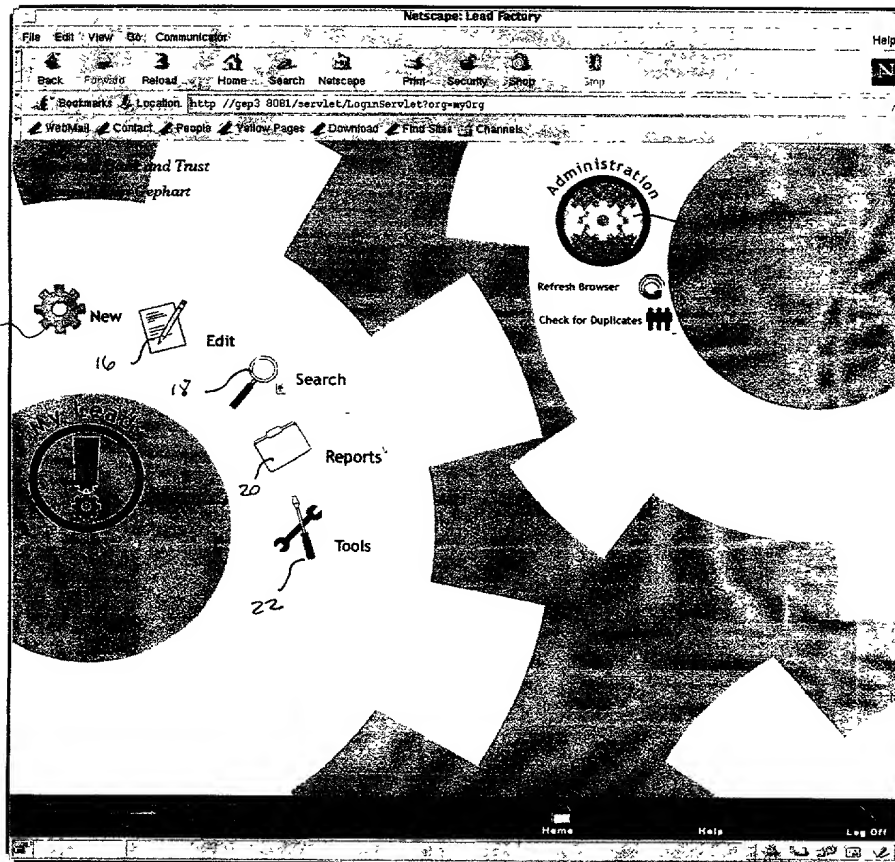 Netscape: Lead Factory
File Edit View Go Communicator Help
Back Forward Reload Home Search Netscape Print Security Shop Stop
Bookmarks Location http //gep3 8081/servlet/LoginServlet?org=myOrg
WebMail Contact People Yellow Pages Download Find Sites Channels
and Trust
ephart
Administration
Refresh Browser
Check for Duplicates
New
16
Edit
18
Search
20
Reports
My Leads
22
Tools
Home Help Log Off